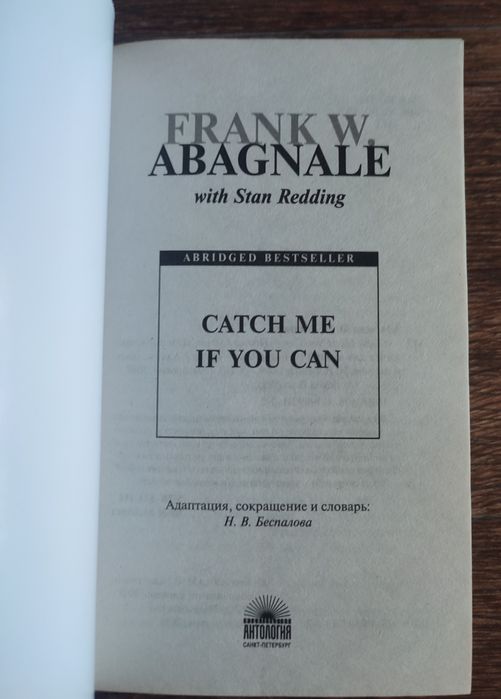 FRANK W.
ABAGNALE
with Stan Redding
ABRIDGED BESTSELLER
CATCH ME
IF YOU CAN
Адаптация, сокращение и словарь:
Н. В. Беспалова
АНТОЛОГИЯ
САНКТ-ПЕТЕРБУРГ